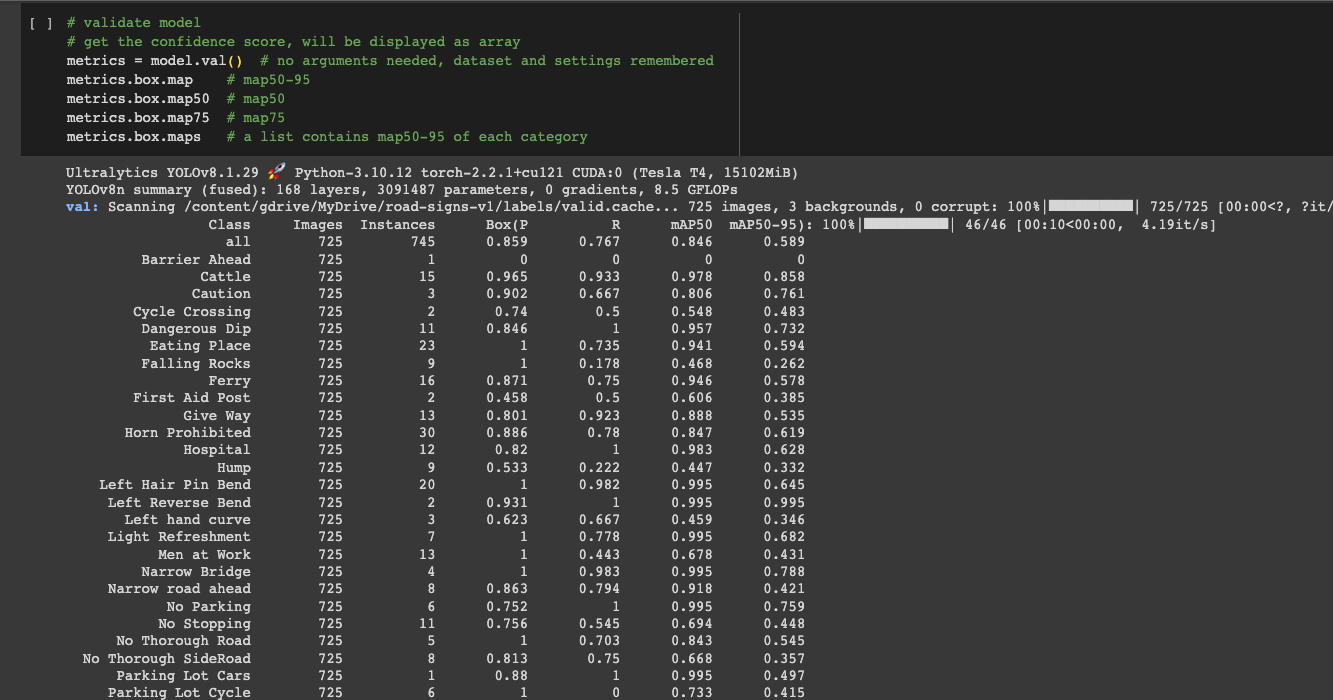 [ ] # validate model
# get the confidence score, will be displayed as array
metrics = model.val() # no arguments needed, dataset and settings remembered
metrics.box.map # map50-95
metrics.box.map50 # map50
metrics.box.map75 # map75
metrics.box.maps # a list contains map50-95 of each category
Ultralytics YOLOv8.1.29 🚀 Python-3.10.12 torch-2.2.1+cu121 CUDA:0 (Tesla T4, 15102MiB)
YOLOv8n summary (fused): 168 layers, 3091487 parameters, 0 gradients, 8.5 GFLOPs
val: Scanning /content/gdrive/MyDrive/road-signs-v1/labels/valid.cache... 725 images, 3 backgrounds, 0 corrupt: 100%|██████████| 725/725 [00:00<?, ?it/
Class Images Instances Box(P R mAP50 mAP50-95): 100%|██████████| 46/46 [00:10<00:00, 4.19it/s]
all 725 745 0.859 0.767 0.846 0.589
Barrier Ahead 725 1 0 0 0 0
Cattle 725 15 0.965 0.933 0.978 0.858
Caution 725 3 0.902 0.667 0.806 0.761
Cycle Crossing 725 2 0.74 0.5 0.548 0.483
Dangerous Dip 725 11 0.846 1 0.957 0.732
Eating Place 725 23 1 0.735 0.941 0.594
Falling Rocks 725 9 1 0.178 0.468 0.262
Ferry 725 16 0.871 0.75 0.946 0.578
First Aid Post 725 2 0.458 0.5 0.606 0.385
Give Way 725 13 0.801 0.923 0.888 0.535
Horn Prohibited 725 30 0.886 0.78 0.847 0.619
Hospital 725 12 0.82 1 0.983 0.628
Hump 725 9 0.533 0.222 0.447 0.332
Left Hair Pin Bend 725 20 1 0.982 0.995 0.645
Left Reverse Bend 725 2 0.931 1 0.995 0.995
Left hand curve 725 3 0.623 0.667 0.459 0.346
Light Refreshment 725 7 1 0.778 0.995 0.682
Men at Work 725 13 1 0.443 0.678 0.431
Narrow Bridge 725 4 1 0.983 0.995 0.788
Narrow road ahead 725 8 0.863 0.794 0.918 0.421
No Parking 725 6 0.752 1 0.995 0.759
No Stopping 725 11 0.756 0.545 0.694 0.448
No Thorough Road 725 5 1 0.703 0.843 0.545
No Thorough SideRoad 725 8 0.813 0.75 0.668 0.357
Parking Lot Cars 725 1 0.88 1 0.995 0.497
Parking Lot Cycle 725 6 1 0 0.733 0.415